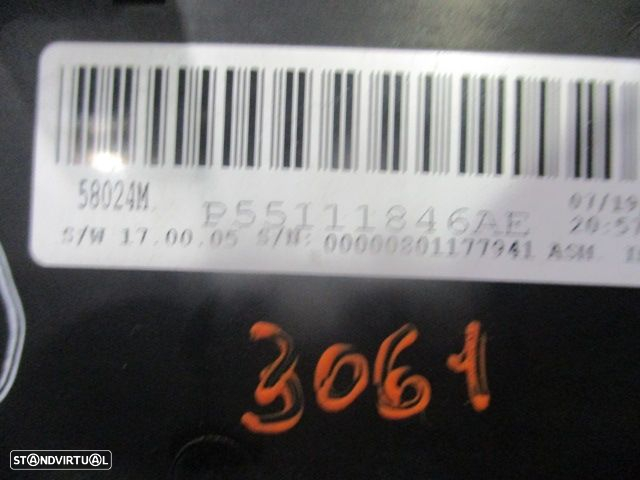 58024M P55111846AE 07/19
S/W 17.00.05 S/N: 00000801177941 ASM. 20:57
3061
STANDVIRTUAL